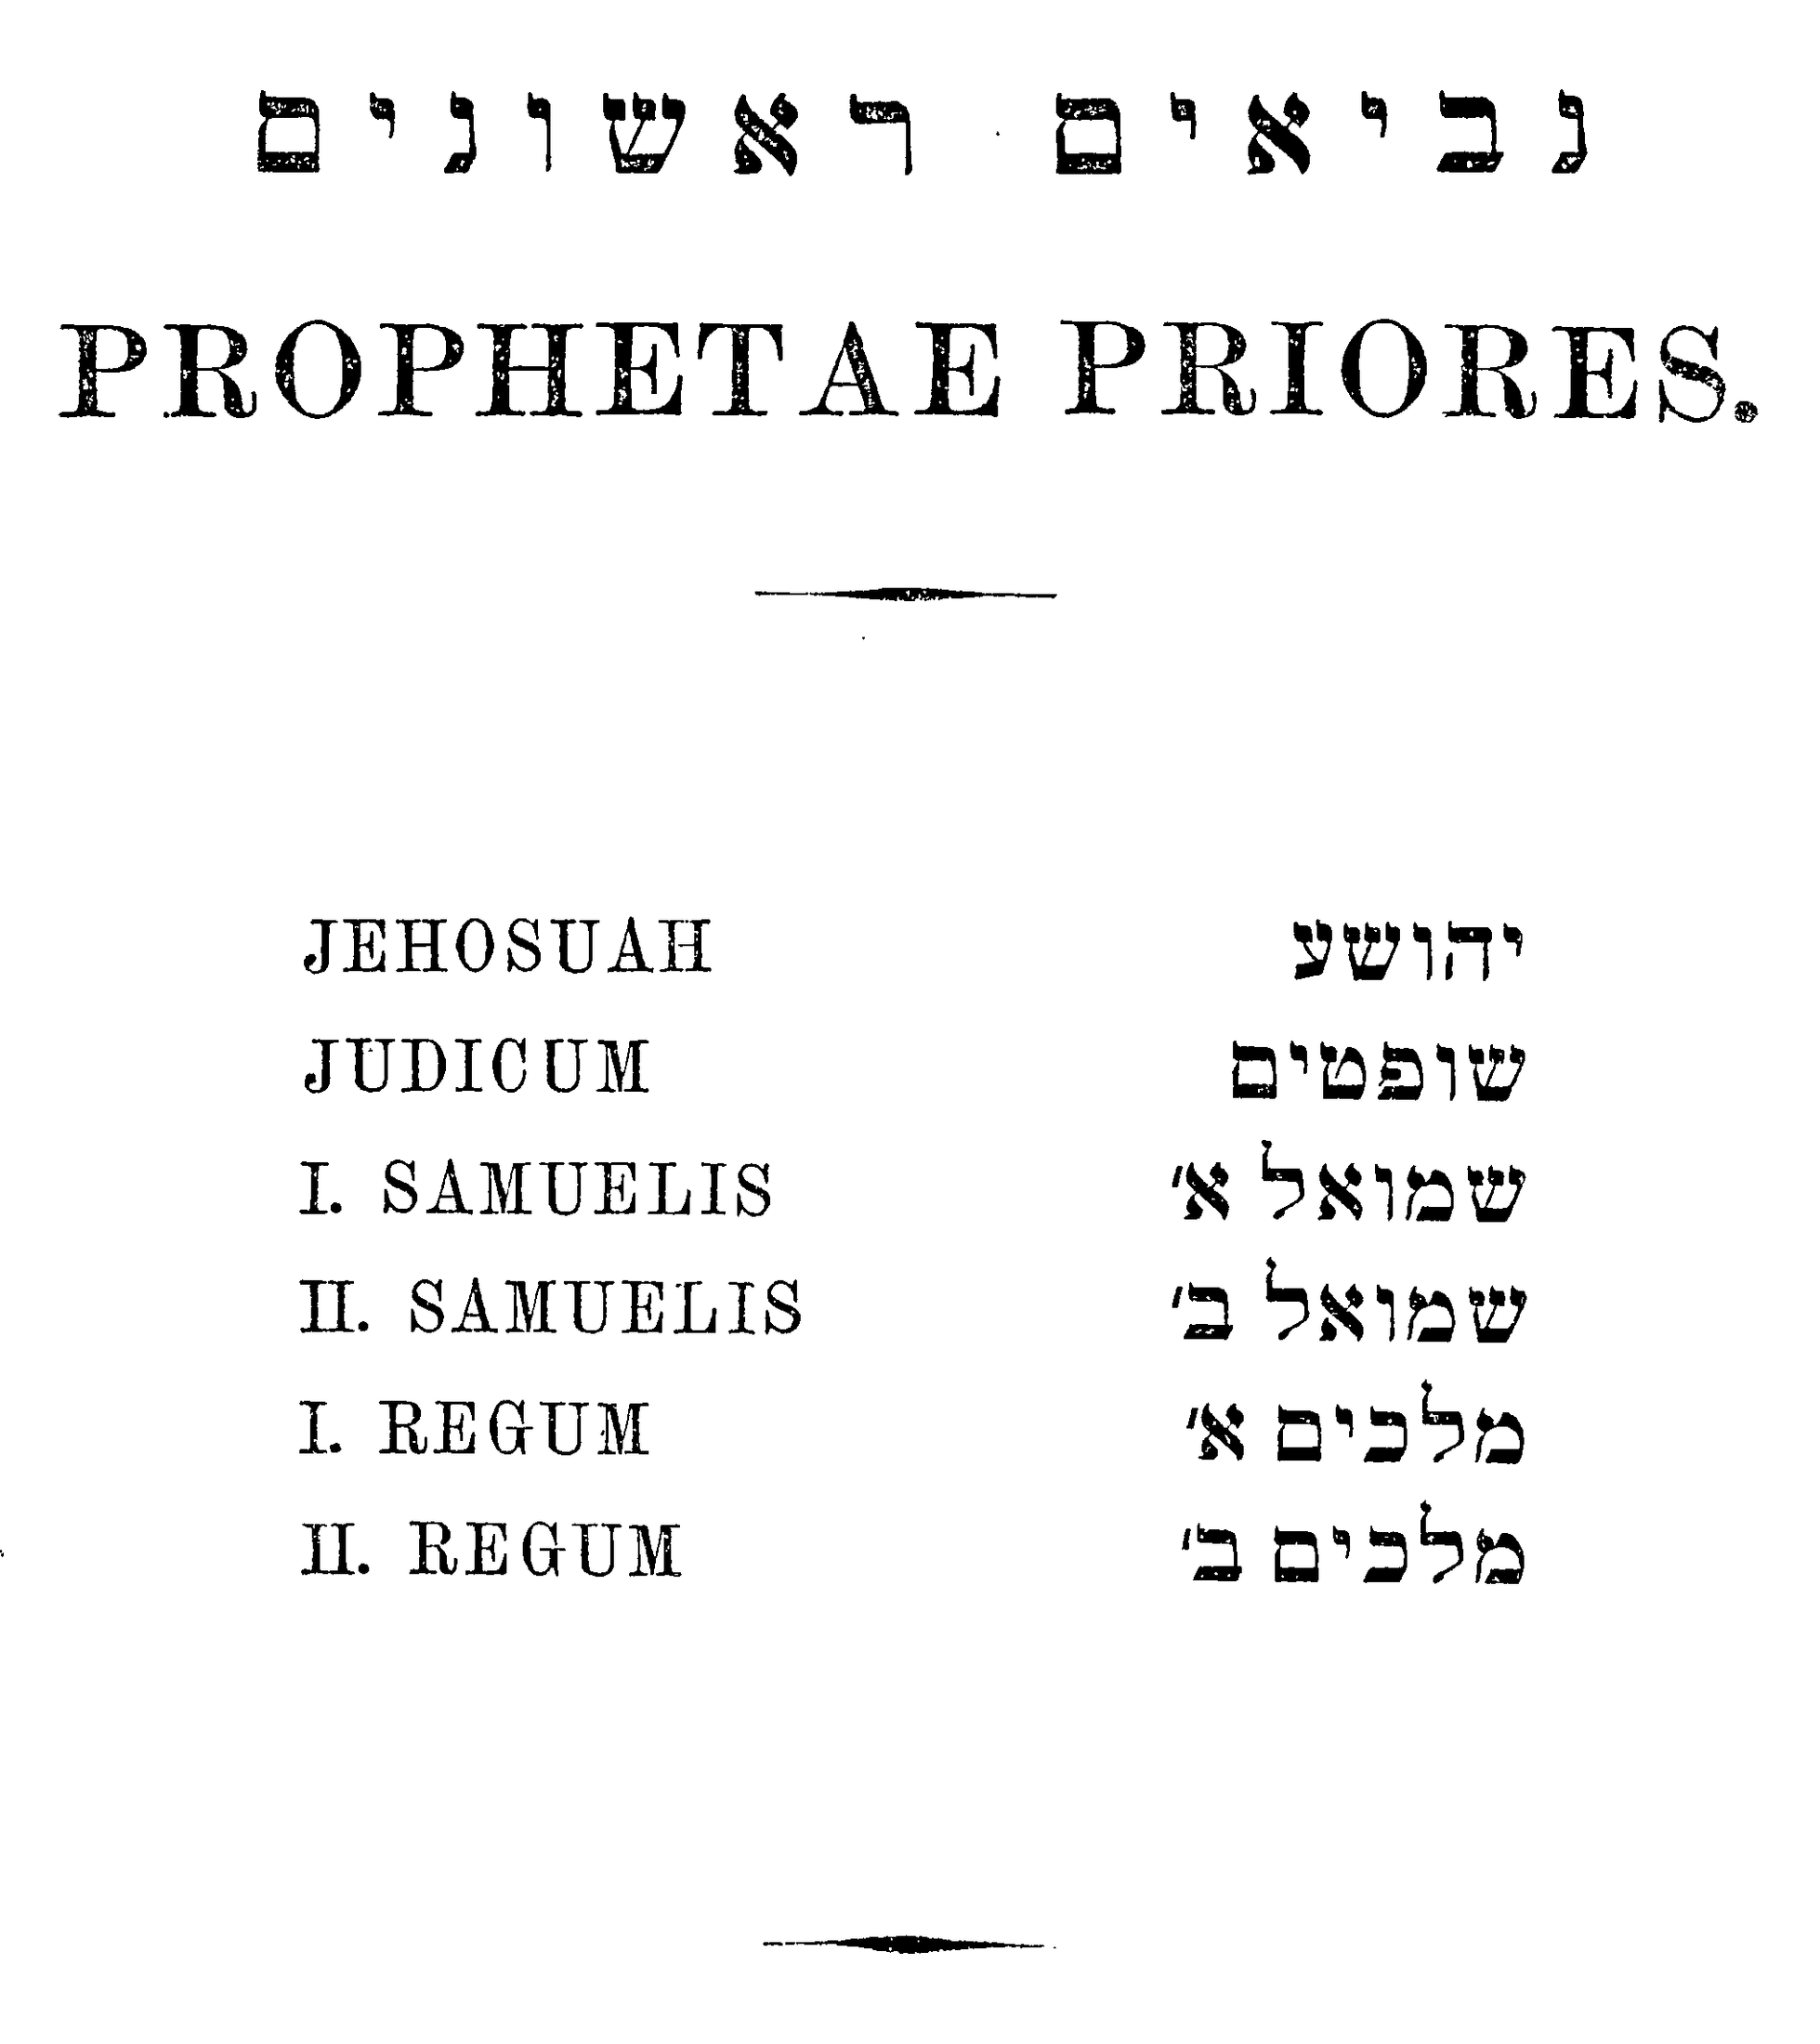 נביאים ראשונים
PROPHETAE PRIORES.
JEHOSUAH יהושע
JUDICUM שופטים
I. SAMUELIS שמואל א׳
II. SAMUELIS שמואל ב׳
I. REGUM מלכים א׳
II. REGUM מלכים ב׳